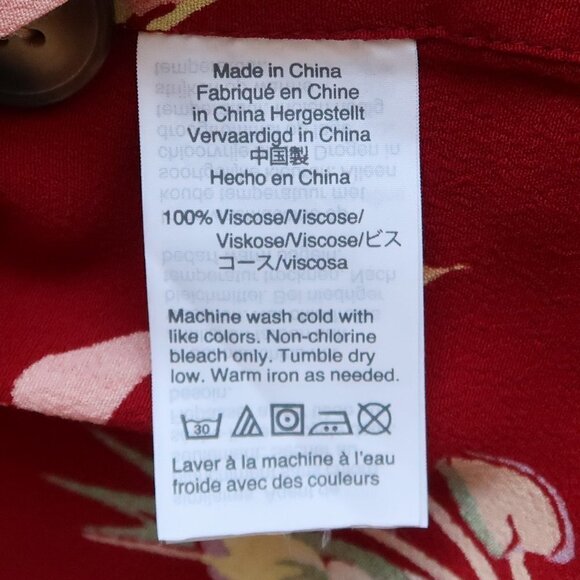 Made in China
Fabriqué en Chine
in China Hergestellt
Vervaardigd in China
中国製
Hecho en China
100% Viscose/Viscose/
Viskose/Viscose/ビス
コース/viscosa
Machine wash cold with
like colors. Non-chlorine
bleach only. Tumble dry
low. Warm iron as needed.
30
Laver à la machine à l'eau
froide avec des couleurs